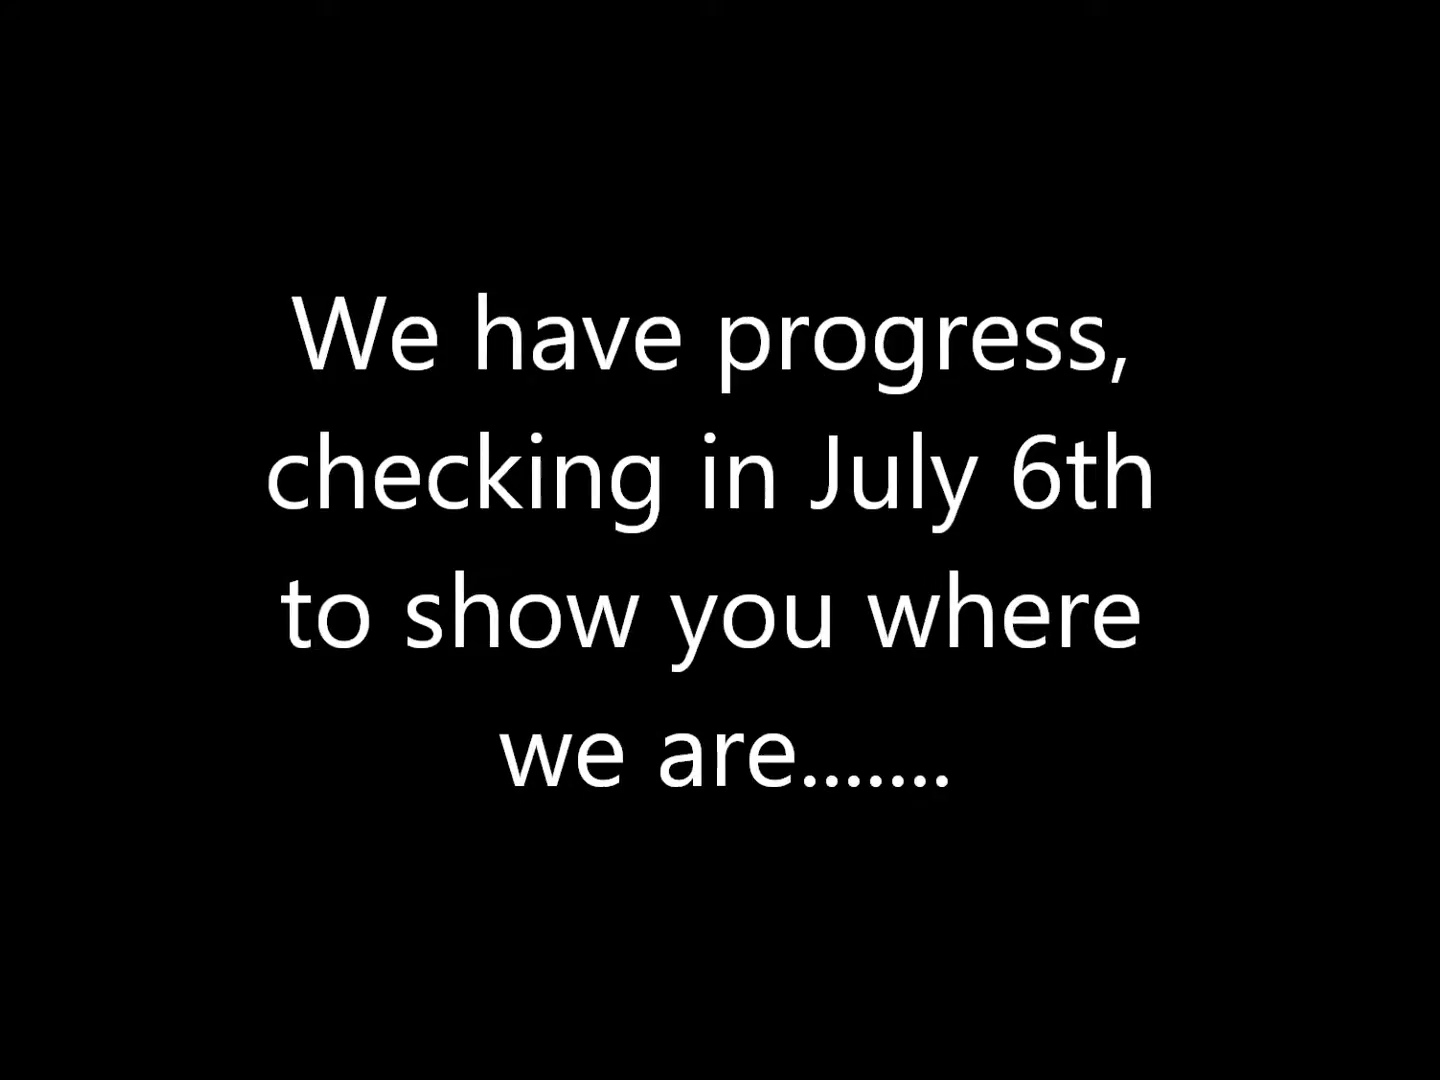 We have progress,
checking in July 6th
to show you where
we are.......